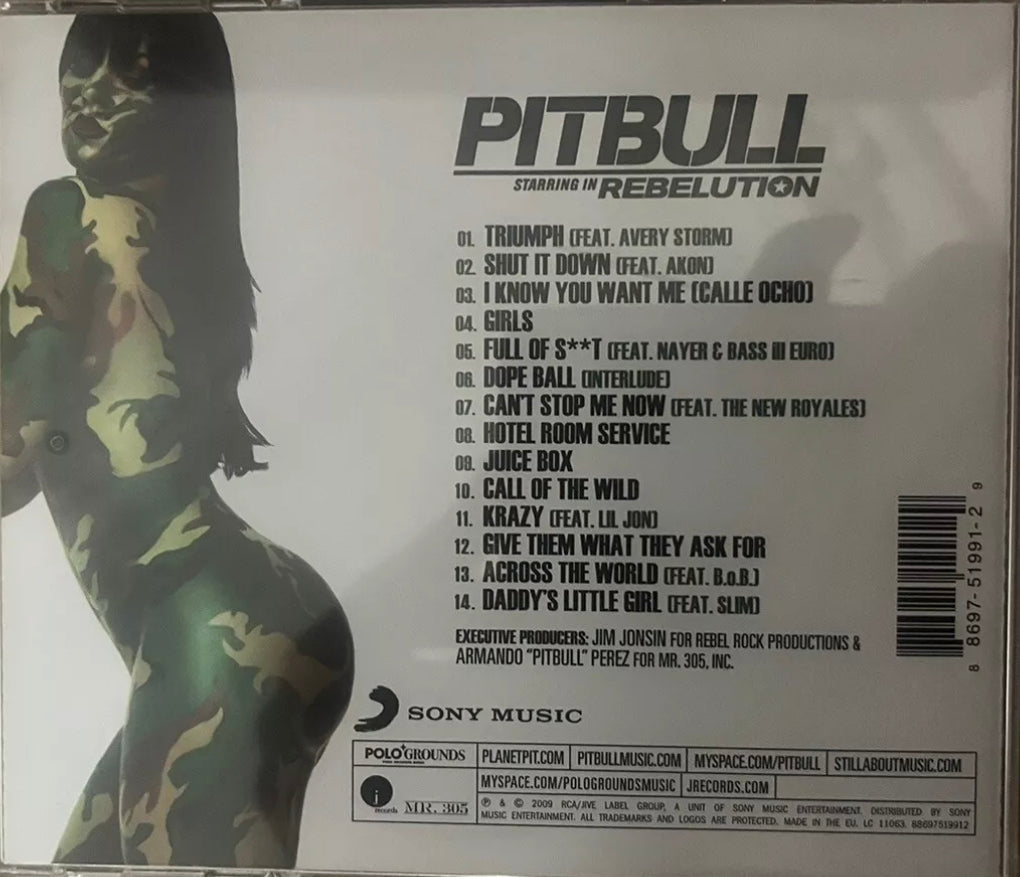 PITBULL
STARRING IN REBELUTION
01. TRIUMPH (FEAT. AVERY STORM)
02. SHUT IT DOWN (FEAT. AKON)
03. I KNOW YOU WANT ME (CALLE OCHO)
04. GIRLS
05. FULL OF S**T (FEAT. NAYER & BASS III EURO)
06. DOPE BALL (INTERLUDE)
07. CAN'T STOP ME NOW (FEAT. THE NEW ROYALES)
08. HOTEL ROOM SERVICE
09. JUICE BOX
10. CALL OF THE WILD
11. KRAZY (FEAT. LIL JON)
12. GIVE THEM WHAT THEY ASK FOR
13. ACROSS THE WORLD (FEAT. B.o.B.)
14. DADDY'S LITTLE GIRL (FEAT. SLIM)
EXECUTIVE PRODUCERS: JIM JONSIN FOR REBEL ROCK PRODUCTIONS &
ARMANDO "PITBULL" PEREZ FOR MR. 305, INC.
8 8697-51991-2 9
SONY MUSIC
POLO GROUNDS
PLANETPIT.COM PITBULLMUSIC.COM MYSPACE.COM/PITBULL STILLABOUTMUSIC.COM
MYSPACE.COM/POLOGROUNDSMUSIC JRECORDS.COM
j records MR. 305
℗ & © 2009 RCA/JIVE LABEL GROUP, A UNIT OF SONY MUSIC ENTERTAINMENT. DISTRIBUTED BY SONY
MUSIC ENTERTAINMENT. ALL TRADEMARKS AND LOGOS ARE PROTECTED. MADE IN THE EU. LC 11063. 88697519912